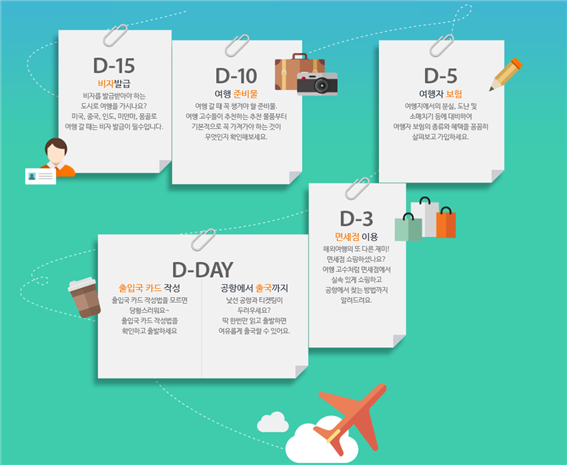 D-15
비자발급
비자를 발급받아야 하는
도시로 여행을 가시나요?
미국, 중국, 인도, 미얀마, 몽골로
여행 갈 때는 비자 발급이 필수입니다.
D-10
여행 준비물
여행 갈 때 꼭 챙겨야 할 준비물.
여행 고수들이 추천하는 추천 물품부터
기본적으로 꼭 가져가야 하는 것이
무엇인지 확인해보세요.
D-5
여행자 보험
여행지에서의 분실, 도난 및
소매치기 등에 대비하여
여행자 보험의 종류와 혜택을 꼼꼼히
살펴보고 가입하세요.
D-3
면세점 이용
해외여행의 또 다른 재미!
면세점 쇼핑하셨나요?
여행 고수처럼 면세점에서
실속 있게 쇼핑하고
공항에서 찾는 방법까지
알려드려요.
D-DAY
출입국 카드 작성
출입국 카드 작성법을 모르면
당황스러워요~
출입국 카드 작성법을
확인하고 출발하세요
공항에서 출국까지
낯선 공항과 티켓팅이
두려우세요?
딱 한번만 읽고 출발하면
여유롭게 출국할 수 있어요.